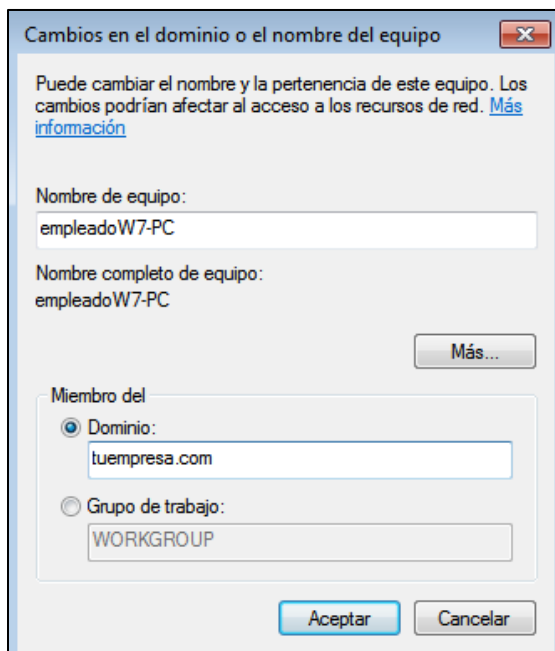 Cambios en el dominio o el nombre del equipo
Puede cambiar el nombre y la pertenencia de este equipo. Los
cambios podrían afectar al acceso a los recursos de red. Más
información
Nombre de equipo:
empleadoW7-PC
Nombre completo de equipo:
empleadoW7-PC
Más...
Miembro del
Dominio:
tuempresa.com
Grupo de trabajo:
WORKGROUP
Aceptar Cancelar